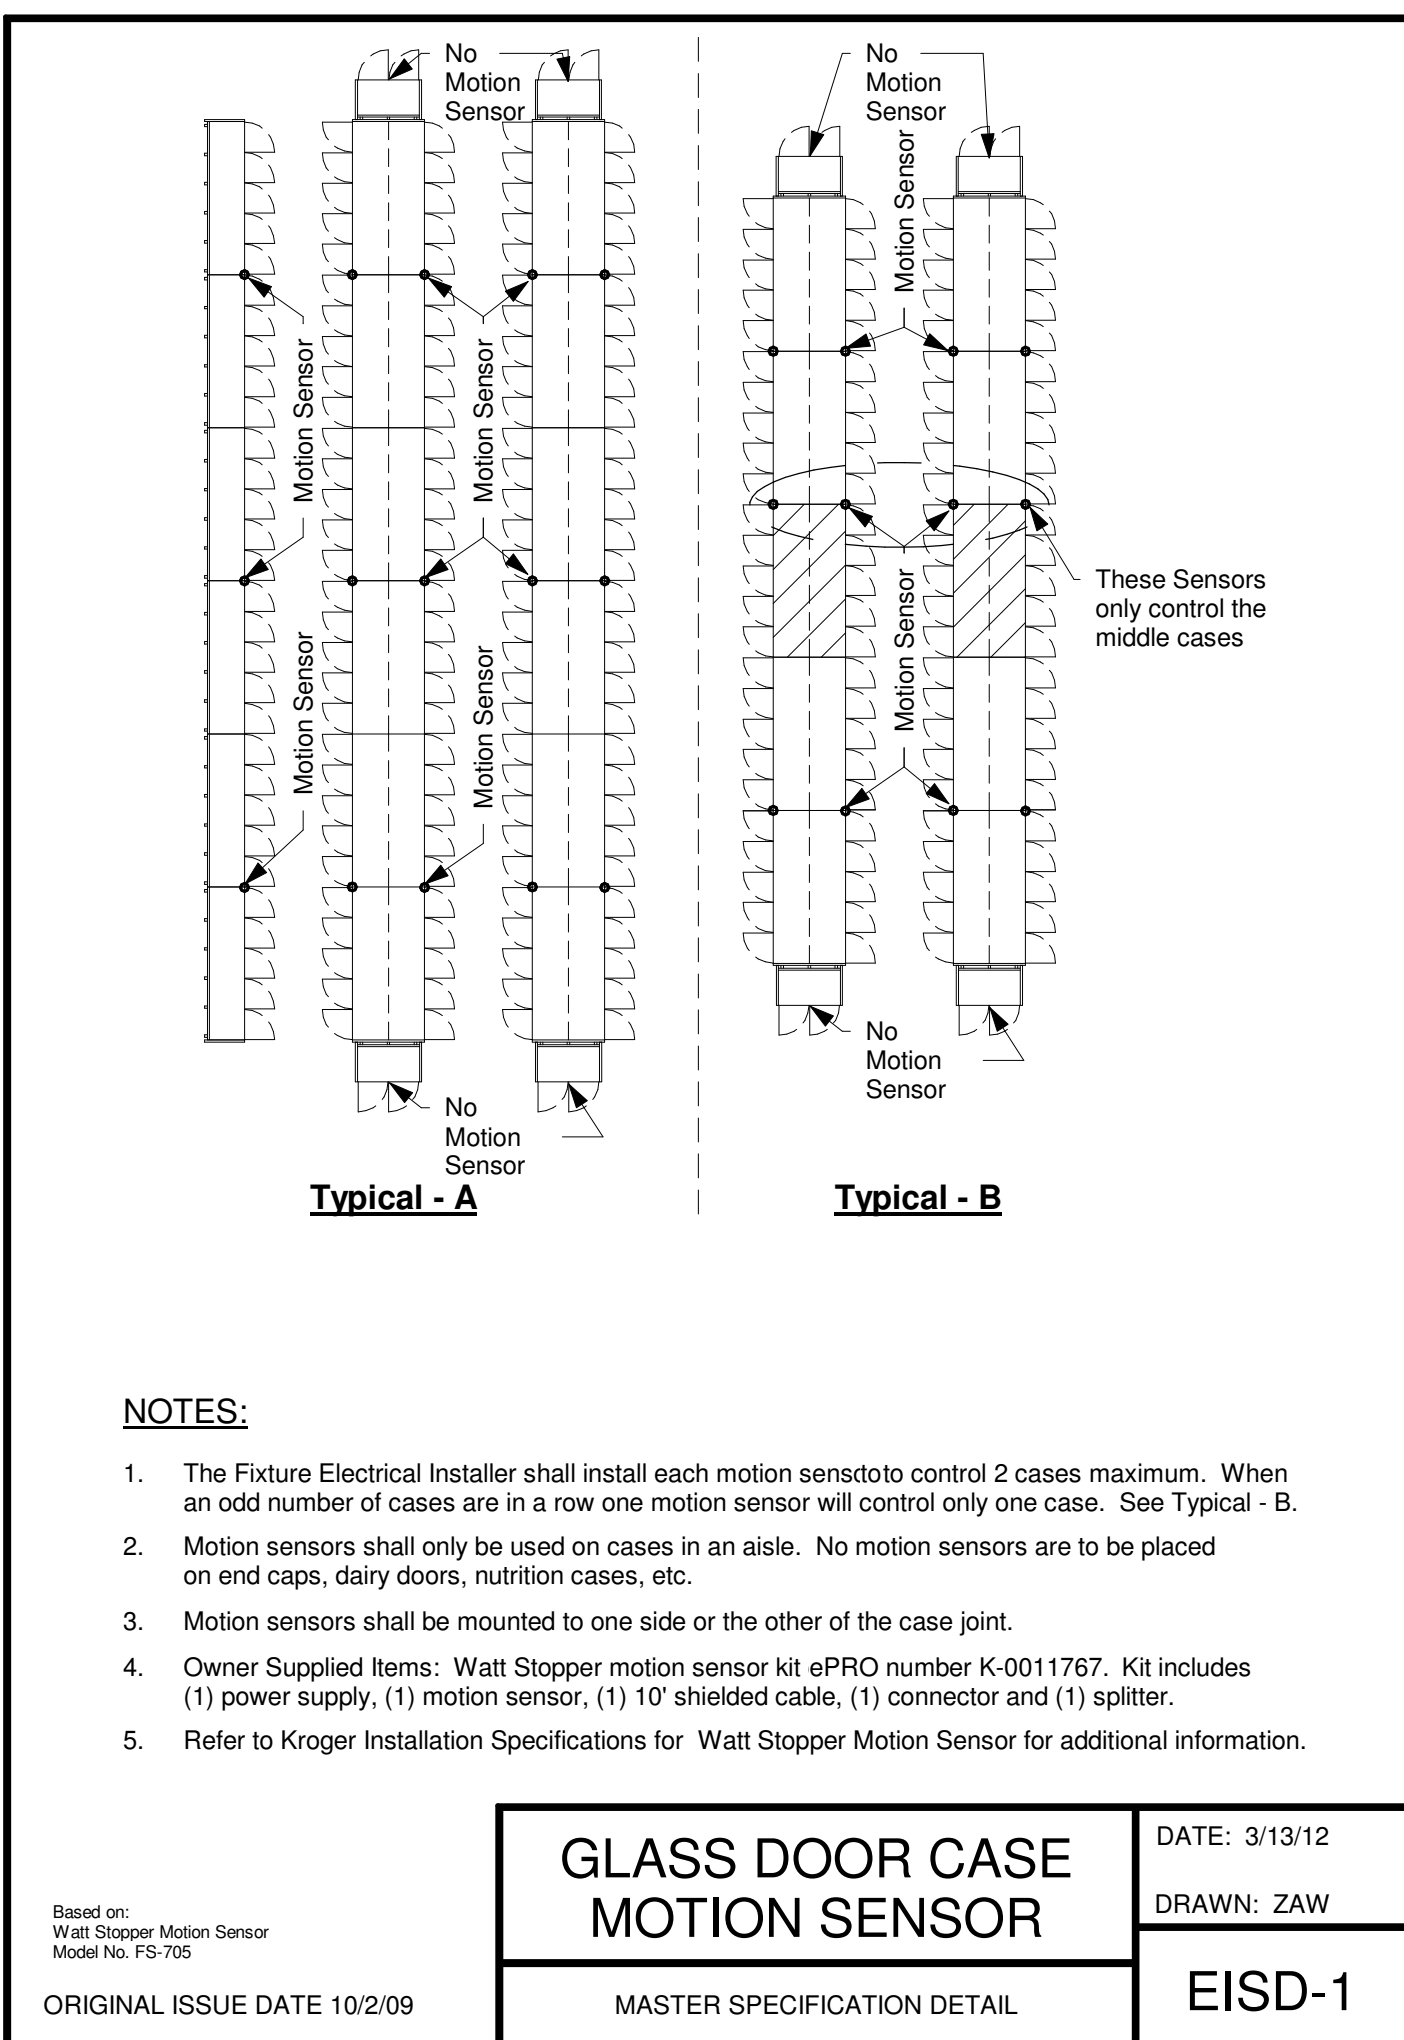 No
Motion
Sensor
No
Motion
Sensor
Motion Sensor
Motion Sensor
Motion Sensor
Motion Sensor
Motion Sensor
Motion Sensor
These Sensors
only control the
middle cases
No
Motion
Sensor
No
Motion
Sensor
Typical - A
Typical - B
NOTES:
1. The Fixture Electrical Installer shall install each motion sensctoto control 2 cases maximum. When
an odd number of cases are in a row one motion sensor will control only one case. See Typical - B.
2. Motion sensors shall only be used on cases in an aisle. No motion sensors are to be placed
on end caps, dairy doors, nutrition cases, etc.
3. Motion sensors shall be mounted to one side or the other of the case joint.
4. Owner Supplied Items: Watt Stopper motion sensor kit ePRO number K-0011767. Kit includes
(1) power supply, (1) motion sensor, (1) 10' shielded cable, (1) connector and (1) splitter.
5. Refer to Kroger Installation Specifications for Watt Stopper Motion Sensor for additional information.
GLASS DOOR CASE
MOTION SENSOR
DATE: 3/13/12
DRAWN: ZAW
Based on:
Watt Stopper Motion Sensor
Model No. FS-705
ORIGINAL ISSUE DATE 10/2/09
MASTER SPECIFICATION DETAIL
EISD-1